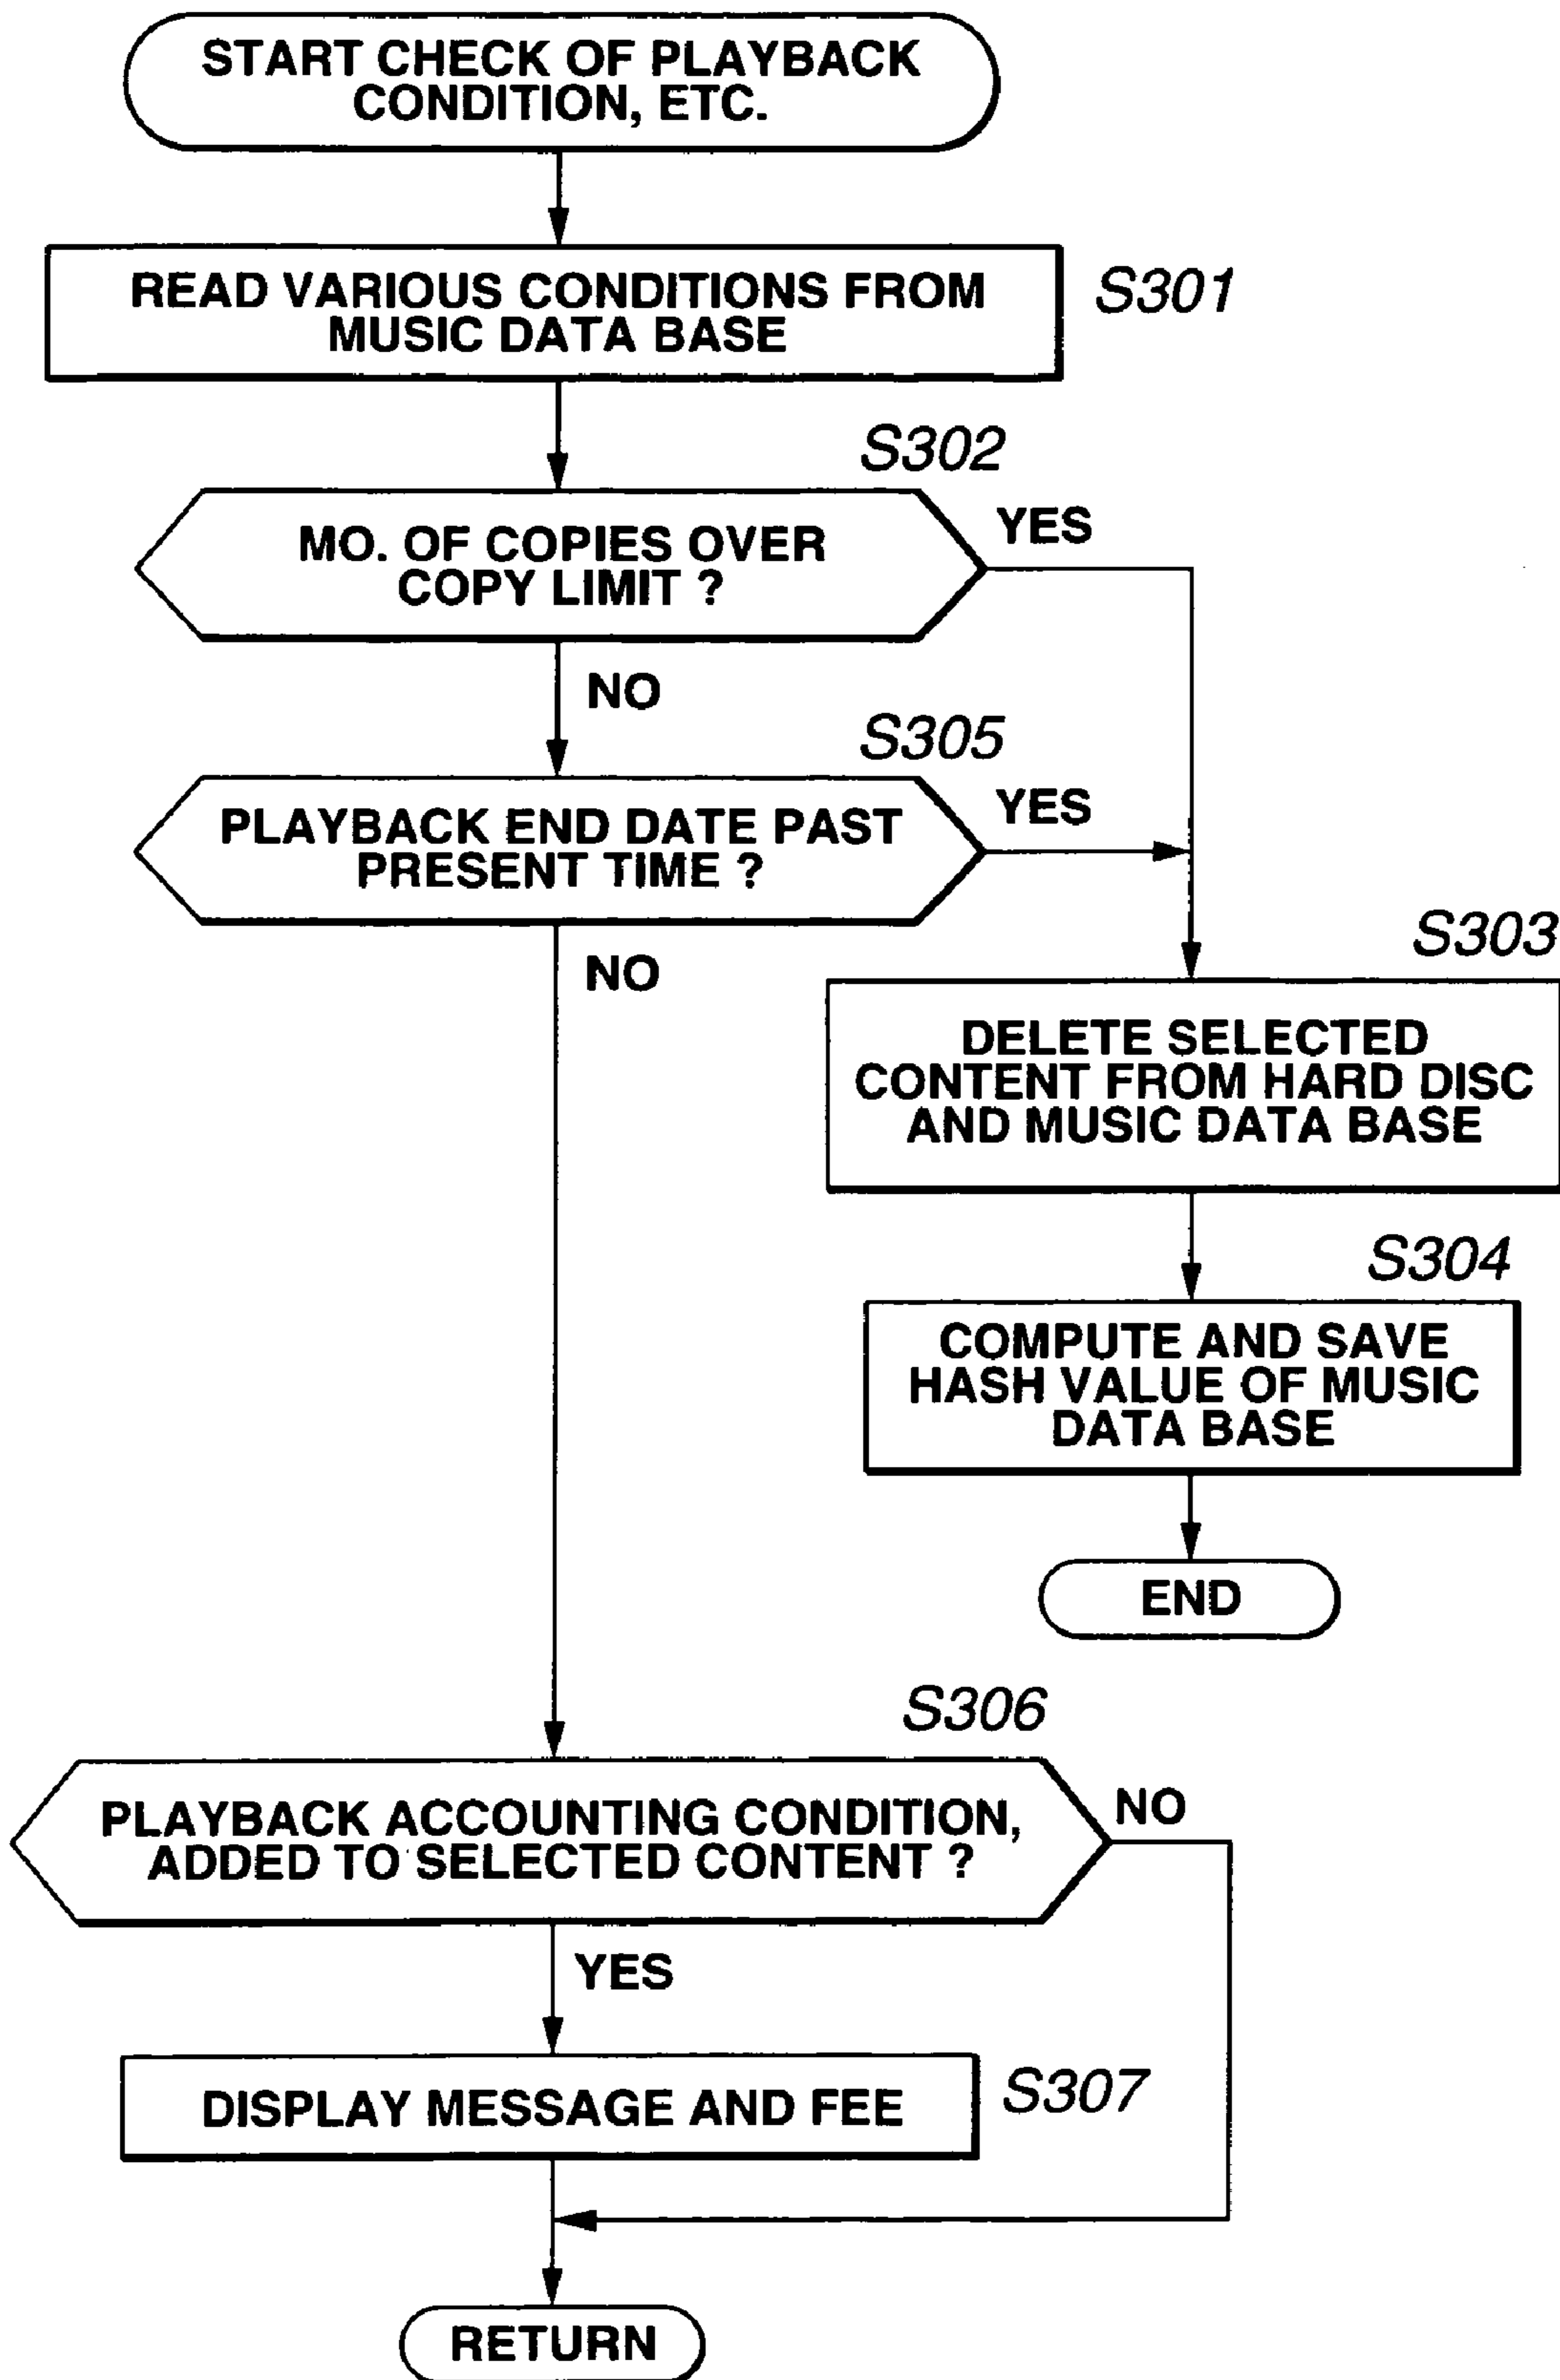 START CHECK OF PLAYBACK
CONDITION, ETC.
READ VARIOUS CONDITIONS FROM
MUSIC DATA BASE
S301
S302
MO. OF COPIES OVER
COPY LIMIT ?
YES
NO
S305
PLAYBACK END DATE PAST
PRESENT TIME ?
YES
NO
S303
DELETE SELECTED
CONTENT FROM HARD DISC
AND MUSIC DATA BASE
S304
COMPUTE AND SAVE
HASH VALUE OF MUSIC
DATA BASE
END
S306
PLAYBACK ACCOUNTING CONDITION,
ADDED TO SELECTED CONTENT ?
NO
YES
DISPLAY MESSAGE AND FEE
S307
RETURN